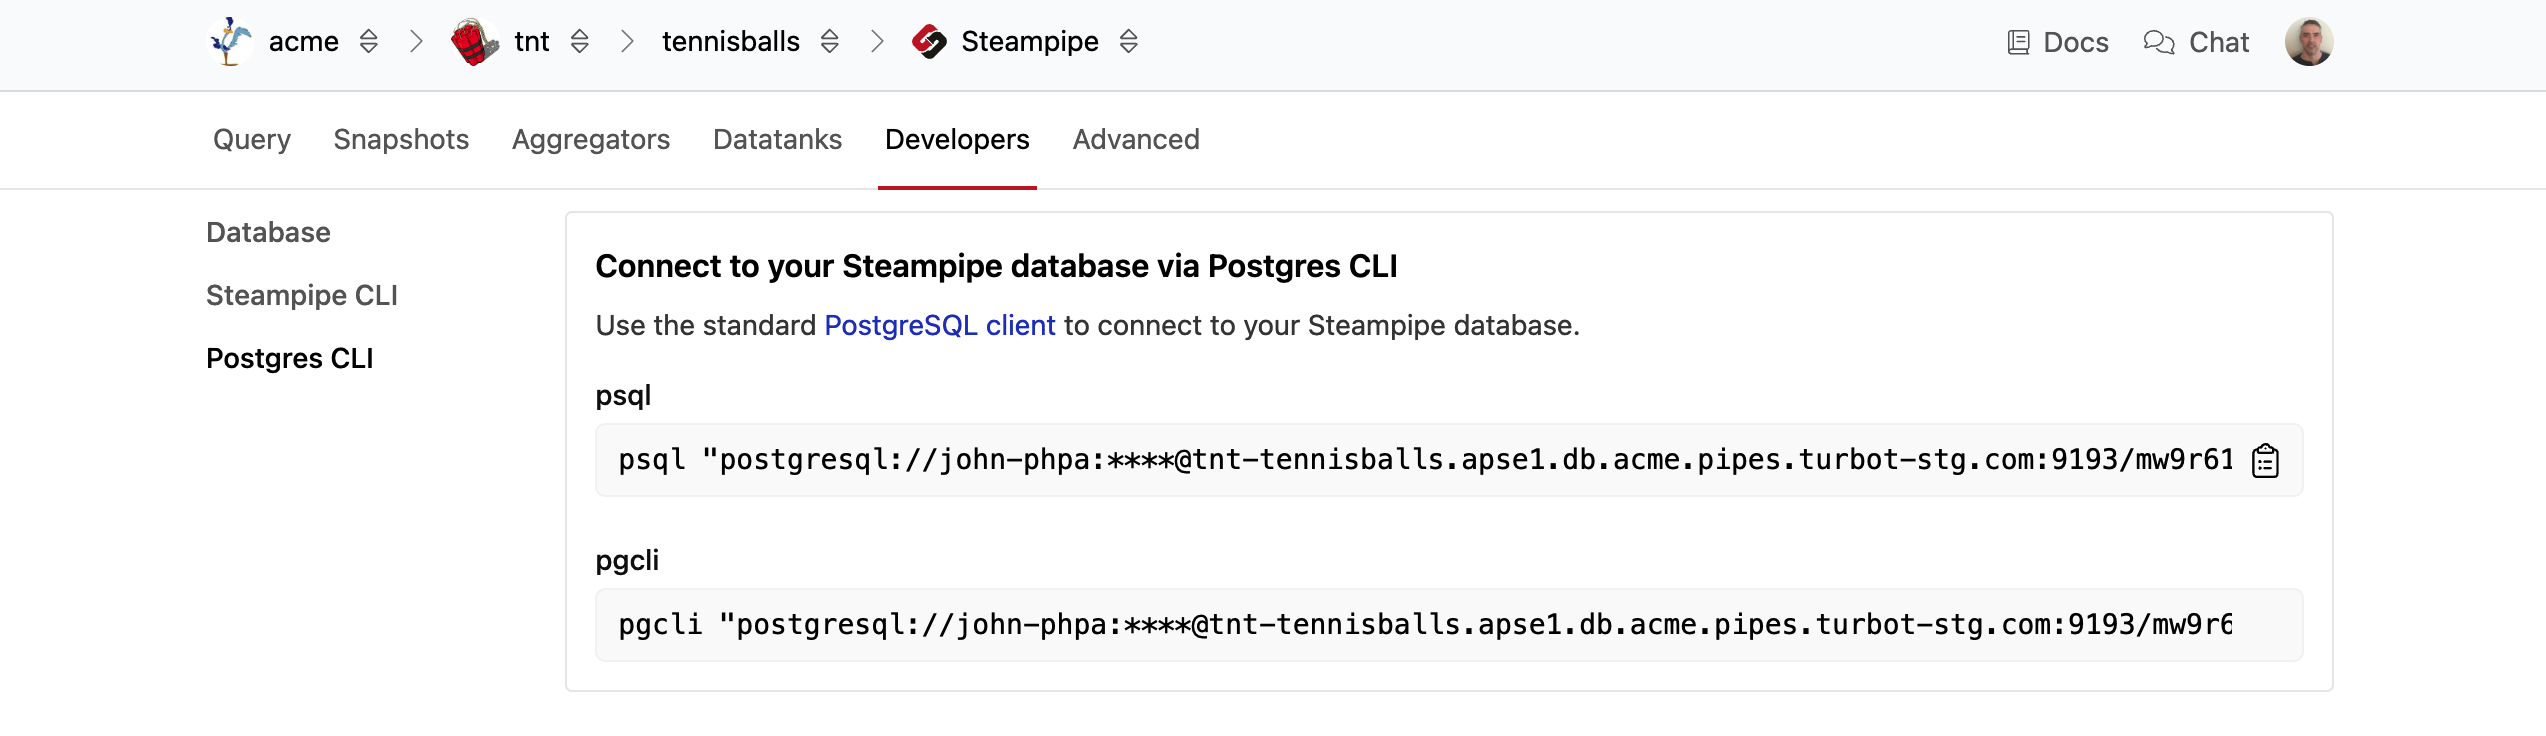 acme tnt tennisballs Steampipe Docs Chat
Query Snapshots Aggregators Datatanks Developers Advanced
Database
Steampipe CLI
Postgres CLI
Connect to your Steampipe database via Postgres CLI
Use the standard PostgreSQL client to connect to your Steampipe database.
psql
psql "postgresql://john-phpa:****@tnt-tennisballs.apse1.db.acme.pipes.turbot-stg.com:9193/mw9r61
pgcli
pgcli "postgresql://john-phpa:****@tnt-tennisballs.apse1.db.acme.pipes.turbot-stg.com:9193/mw9r6